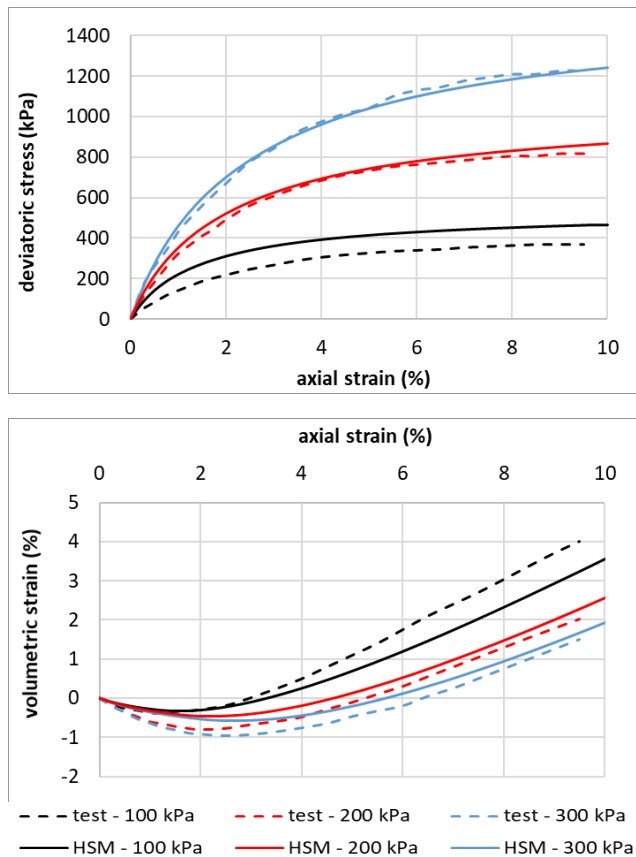 1400
1200
1000
800
600
400
200
0
deviatoric stress (kPa)
0 2 4 6 8 10
axial strain (%)
axial strain (%)
0 2 4 6 8 10
5
4
3
2
1
0
-1
-2
volumetric strain (%)
test - 100 kPa test - 200 kPa test - 300 kPa
HSM - 100 kPa HSM - 200 kPa HSM - 300 kPa